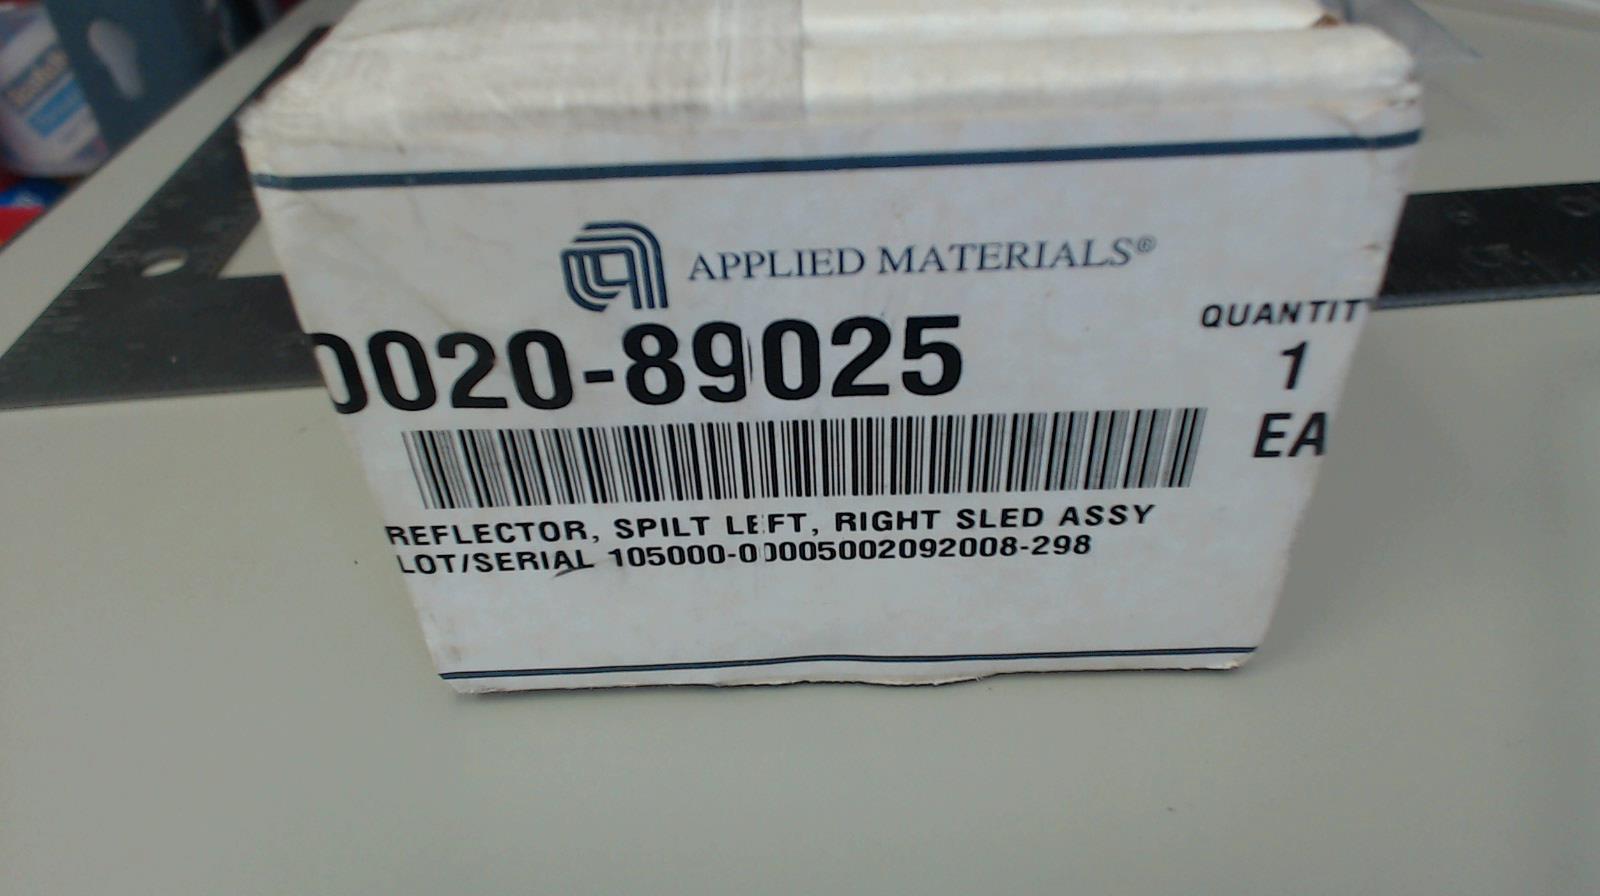 APPLIED MATERIALS®
0020-89025
QUANTIT
1
EA
REFLECTOR, SPILT LEFT, RIGHT SLED ASSY
LOT/SERIAL 105000-00005002092008-298